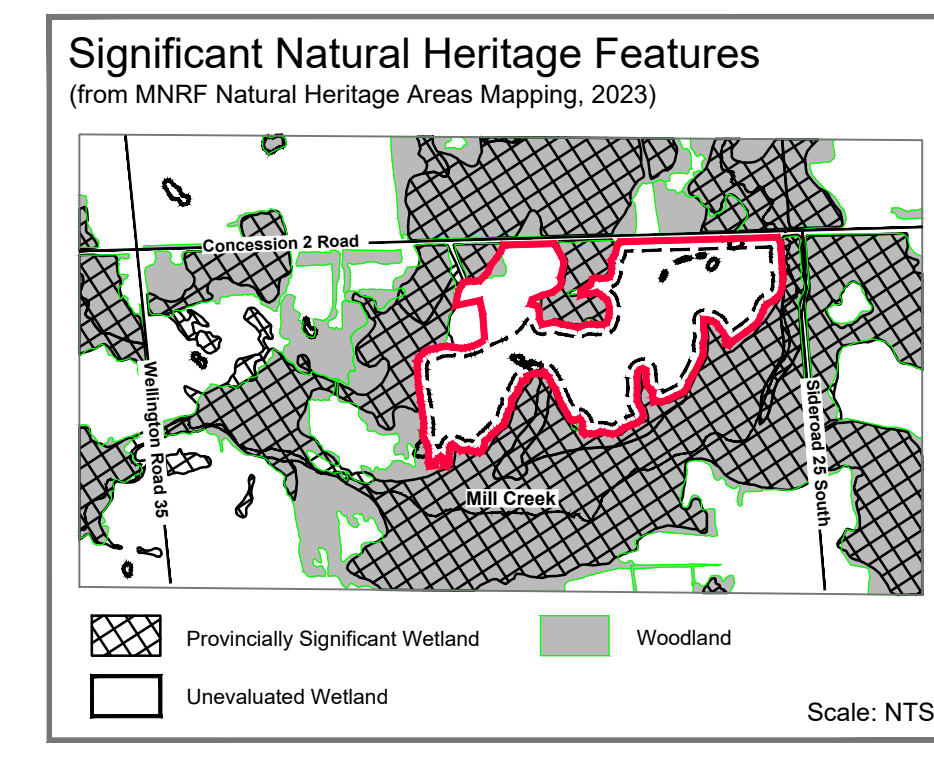 Significant Natural Heritage Features
(from MNRF Natural Heritage Areas Mapping, 2023)
Concession 2 Road
Wellington Road 35
Sideroad 25 South
Mill Creek
Provincially Significant Wetland
Woodland
Unevaluated Wetland
Scale: NTS